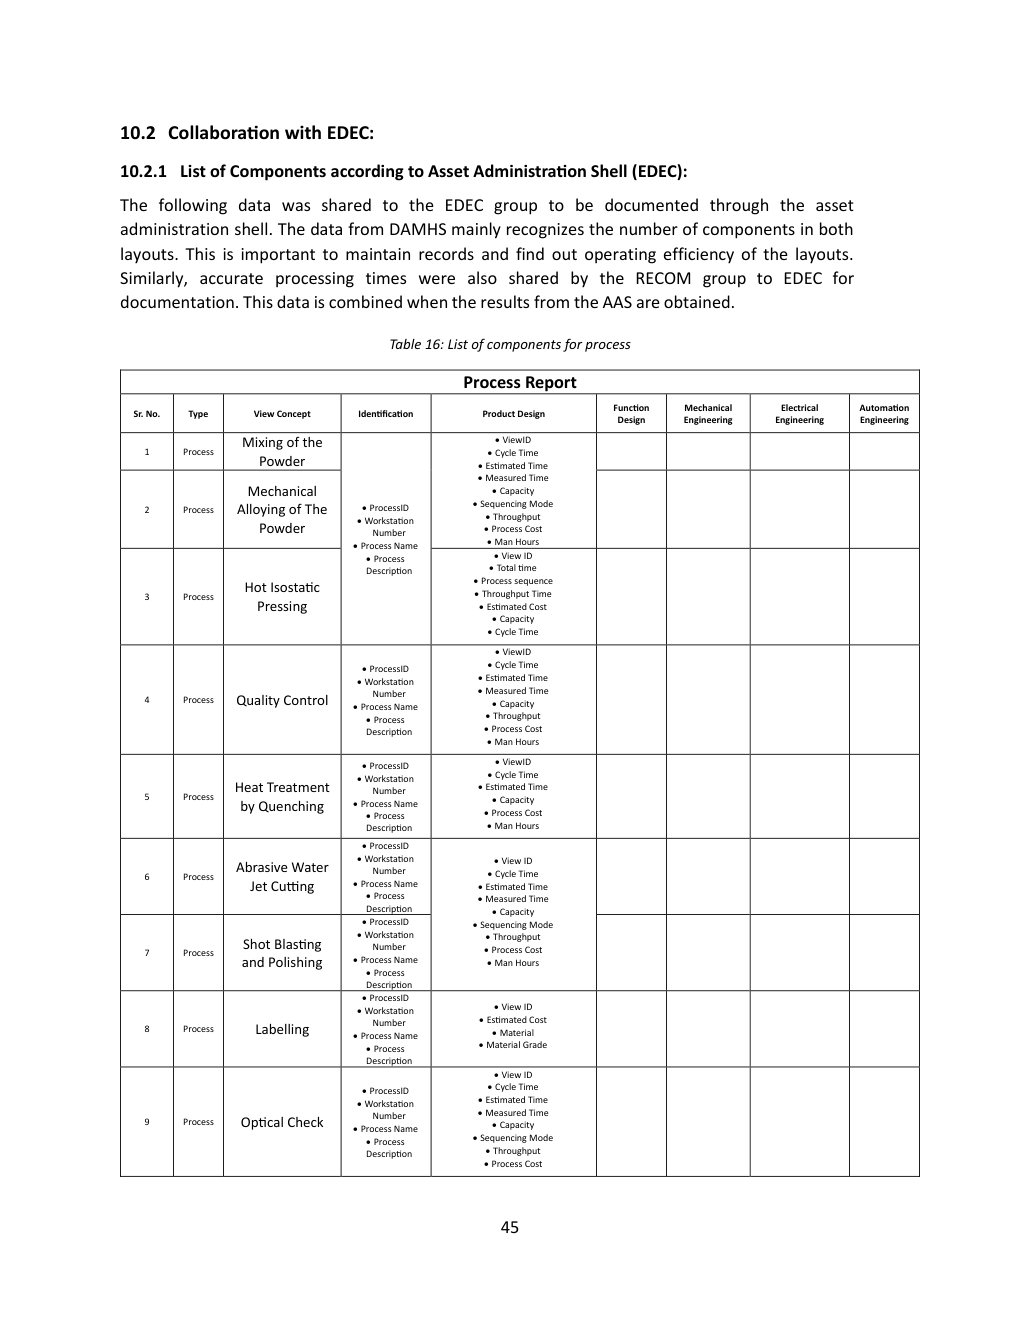 10.2 Collaboration with EDEC:
10.2.1 List of Components according to Asset Administration Shell (EDEC):
The following data was shared to the EDEC group to be documented through the asset
administration shell. The data from DAMHS mainly recognizes the number of components in both
layouts. This is important to maintain records and find out operating efficiency of the layouts.
Similarly, accurate processing times were also shared by the RECOM group to EDEC for
documentation. This data is combined when the results from the AAS are obtained.
Table 16: List of components for process
Process Report
Sr. No. Type View Concept Identification Product Design Function Design Mechanical Engineering Electrical Engineering Automation Engineering
1 Process Mixing of the Powder
2 Process Mechanical Alloying of The Powder
3 Process Hot Isostatic Pressing
• ProcessID
• Workstation
Number
• Process Name
• Process
Description
• ViewID
• Cycle Time
• Estimated Time
• Measured Time
• Capacity
• Sequencing Mode
• Throughput
• Process Cost
• Man Hours
• View ID
• Total time
• Process sequence
• Throughput Time
• Estimated Cost
• Capacity
• Cycle Time
4 Process Quality Control
• ProcessID
• Workstation
Number
• Process Name
• Process
Description
• ViewID
• Cycle Time
• Estimated Time
• Measured Time
• Capacity
• Throughput
• Process Cost
• Man Hours
5 Process Heat Treatment by Quenching
• ProcessID
• Workstation
Number
• Process Name
• Process
Description
• ViewID
• Cycle Time
• Estimated Time
• Capacity
• Process Cost
• Man Hours
6 Process Abrasive Water Jet Cutting
• ProcessID
• Workstation
Number
• Process Name
• Process
Description
• View ID
• Cycle Time
• Estimated Time
• Measured Time
• Capacity
• Sequencing Mode
• Throughput
• Process Cost
• Man Hours
7 Process Shot Blasting and Polishing
• ProcessID
• Workstation
Number
• Process Name
• Process
Description
8 Process Labelling
• ProcessID
• Workstation
Number
• Process Name
• Process
Description
• View ID
• Estimated Cost
• Material
• Material Grade
9 Process Optical Check
• ProcessID
• Workstation
Number
• Process Name
• Process
Description
• View ID
• Cycle Time
• Estimated Time
• Measured Time
• Capacity
• Sequencing Mode
• Throughput
• Process Cost
45